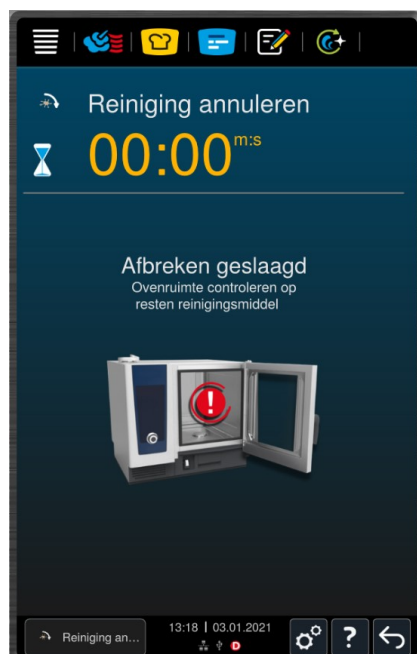 Reiniging annuleren
00:00 m:s
Afbreken geslaagd
Ovenruimte controleren op
resten reinigingsmiddel
Reiniging an...
13:18 | 03.01.2021
D
?